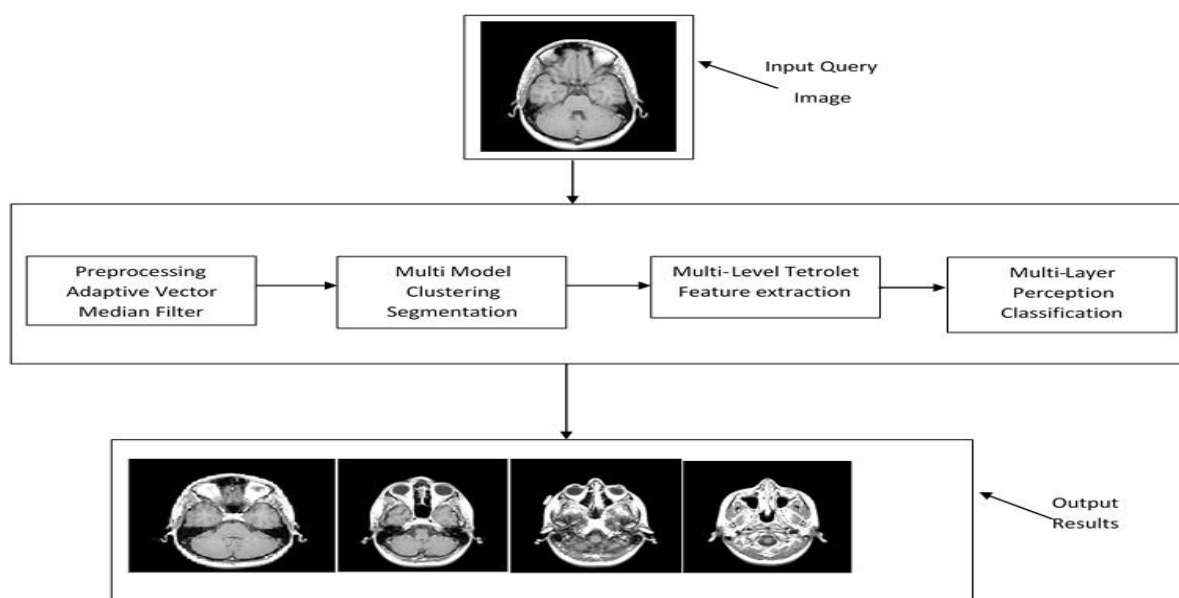 Input Query
Image
Preprocessing
Adaptive Vector
Median Filter
Multi Model
Clustering
Segmentation
Multi-Level Tetrolet
Feature extraction
Multi-Layer
Perception
Classification
Output
Results